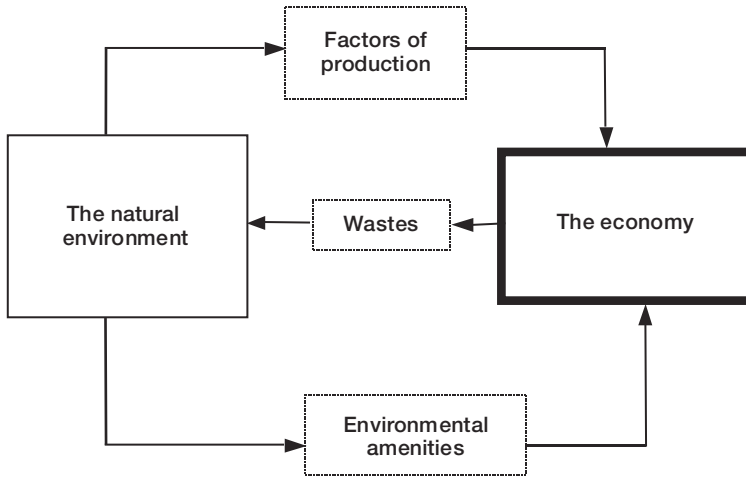 Factors of
production
The natural
environment
Wastes
The economy
Environmental
amenities